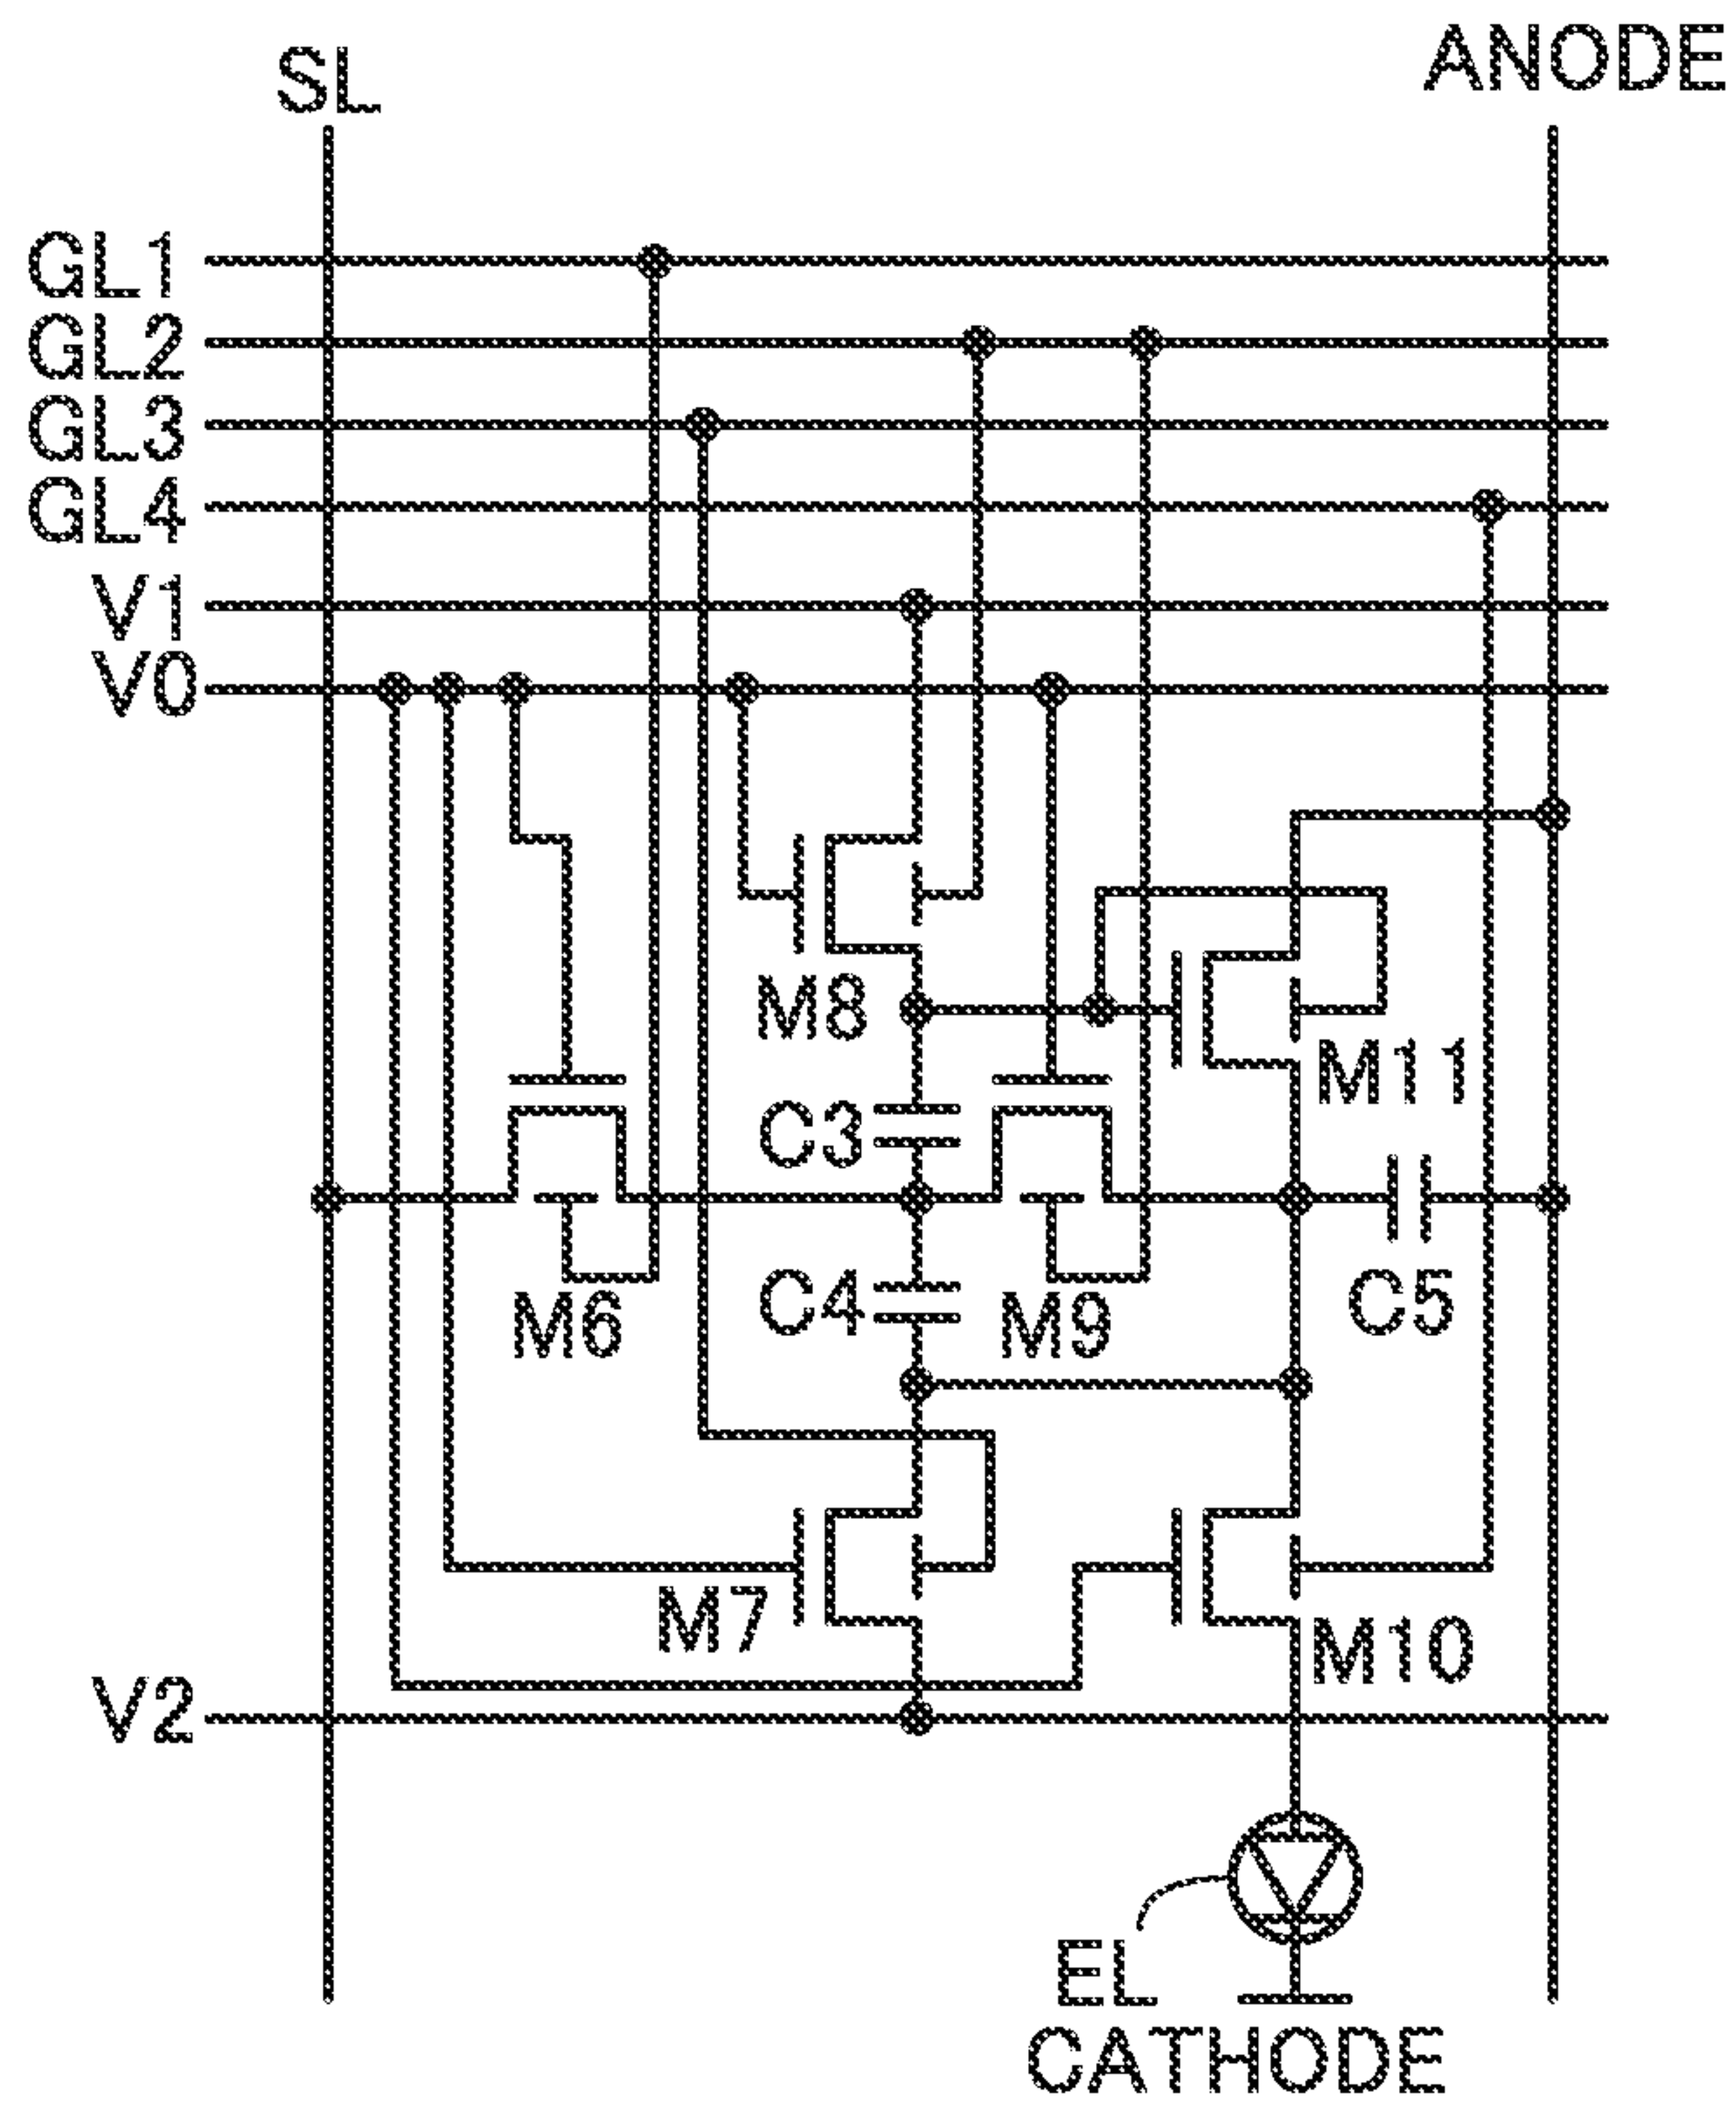 SL
ANODE
GL1
GL2
GL3
GL4
V1
V0
M8
M11
C3
C4
C5
M6
M9
M7
M10
V2
EL
CATHODE